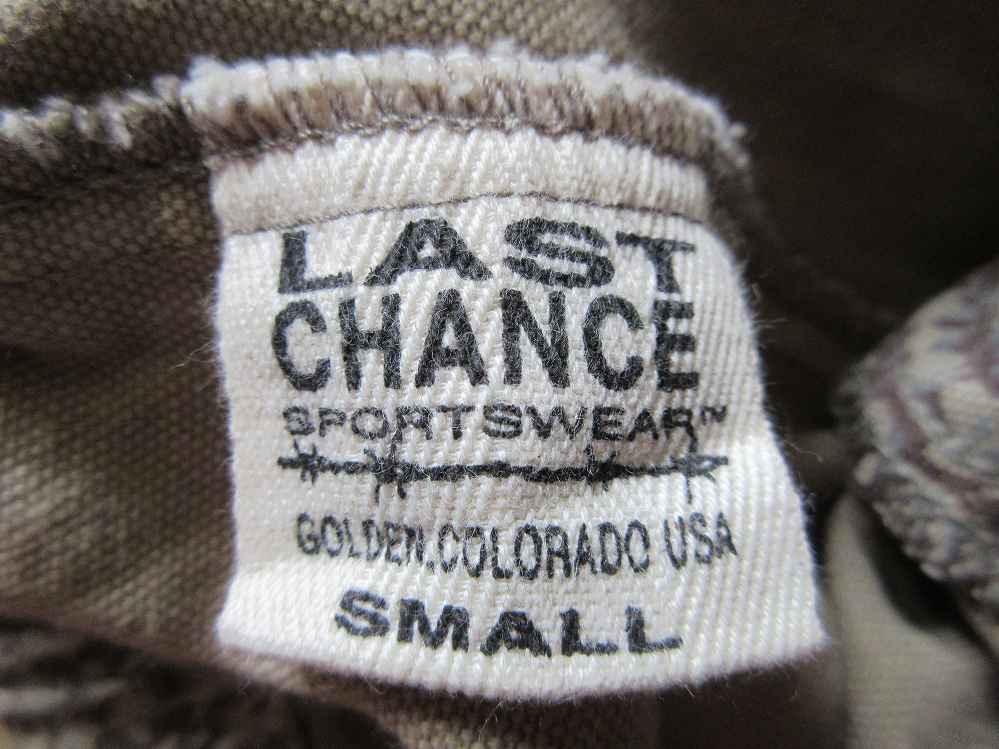 LAST
CHANCE
SPORTSWEAR™
GOLDEN, COLORADO USA
SMALL